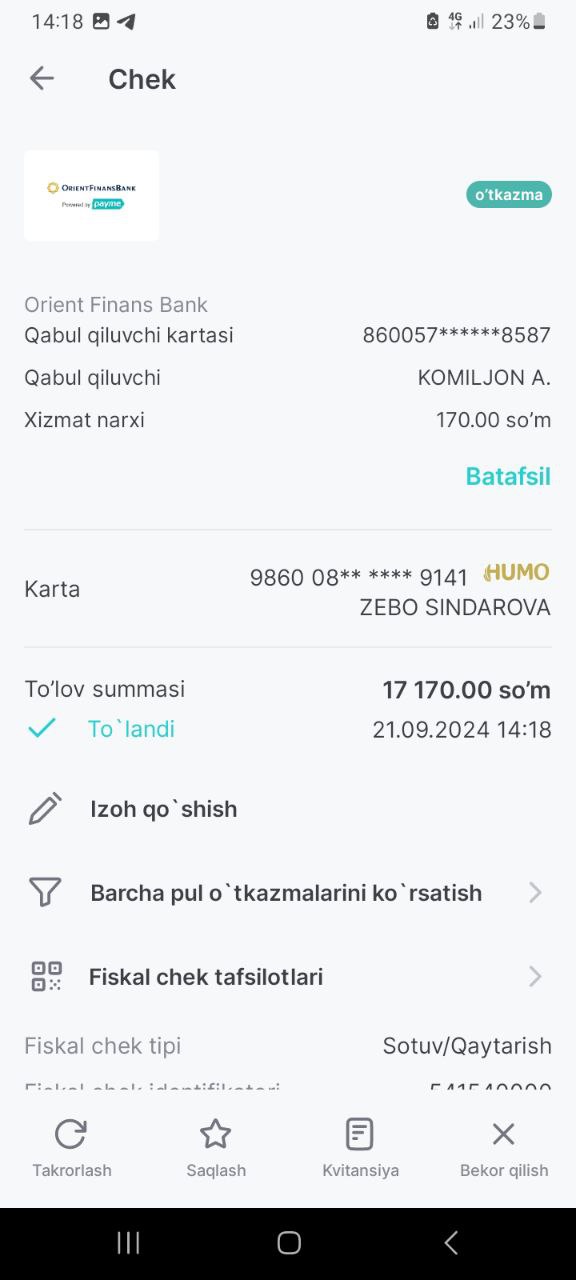 14:18 4G 23%
Chek
ORIENTFINANSBANK
Powered by payme
o'tkazma
Orient Finans Bank
Qabul qiluvchi kartasi 860057******8587
Qabul qiluvchi KOMILJON A.
Xizmat narxi 170.00 so’m
Batafsil
9860 08** **** 9141 HUMO
Karta
ZEBO SINDAROVA
To’lov summasi 17 170.00 so’m
To`landi 21.09.2024 14:18
Izoh qo`shish
Barcha pul o`tkazmalarini ko`rsatish
Fiskal chek tafsilotlari
Fiskal chek tipi Sotuv/Qaytarish
Takrorlash Saqlash Kvitansiya Bekor qilish